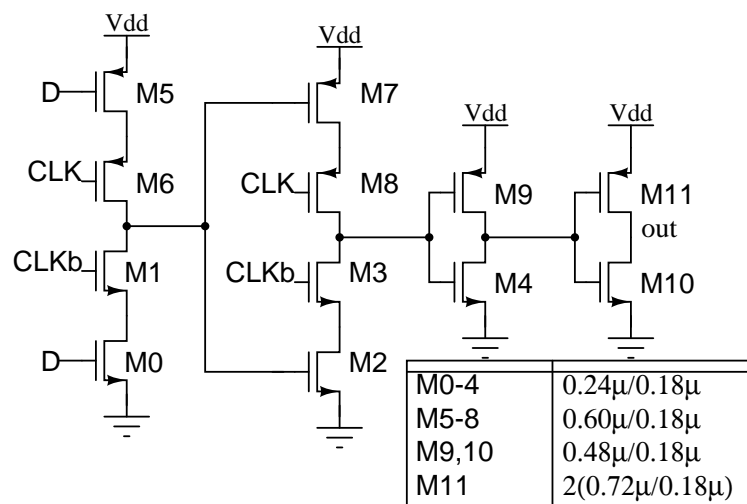 Vdd
Vdd
D
M5
M7
Vdd
Vdd
CLK
M6
CLK
M8
M9
M11
out
CLKb
M1
CLKb
M3
M4
M10
D
M0
M2
M0-4 0.24μ/0.18μ
M5-8 0.60μ/0.18μ
M9,10 0.48μ/0.18μ
M11 2(0.72μ/0.18μ)